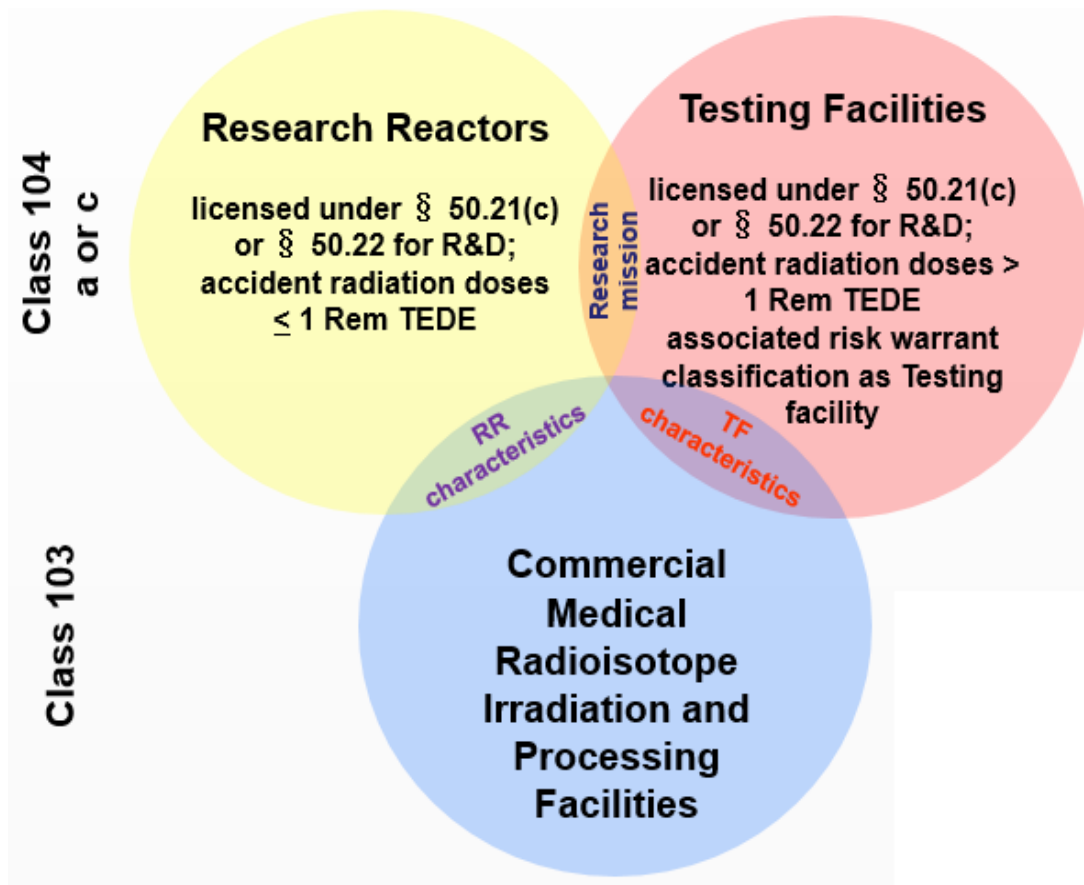 Class 104
a or c
Research Reactors
licensed under § 50.21(c)
or § 50.22 for R&D;
accident radiation doses
≤ 1 Rem TEDE
Research
mission
Testing Facilities
licensed under § 50.21(c)
or § 50.22 for R&D;
accident radiation doses >
1 Rem TEDE
associated risk warrant
classification as Testing
facility
RR
characteristics
TF
characteristics
Class 103
Commercial
Medical
Radioisotope
Irradiation and
Processing
Facilities